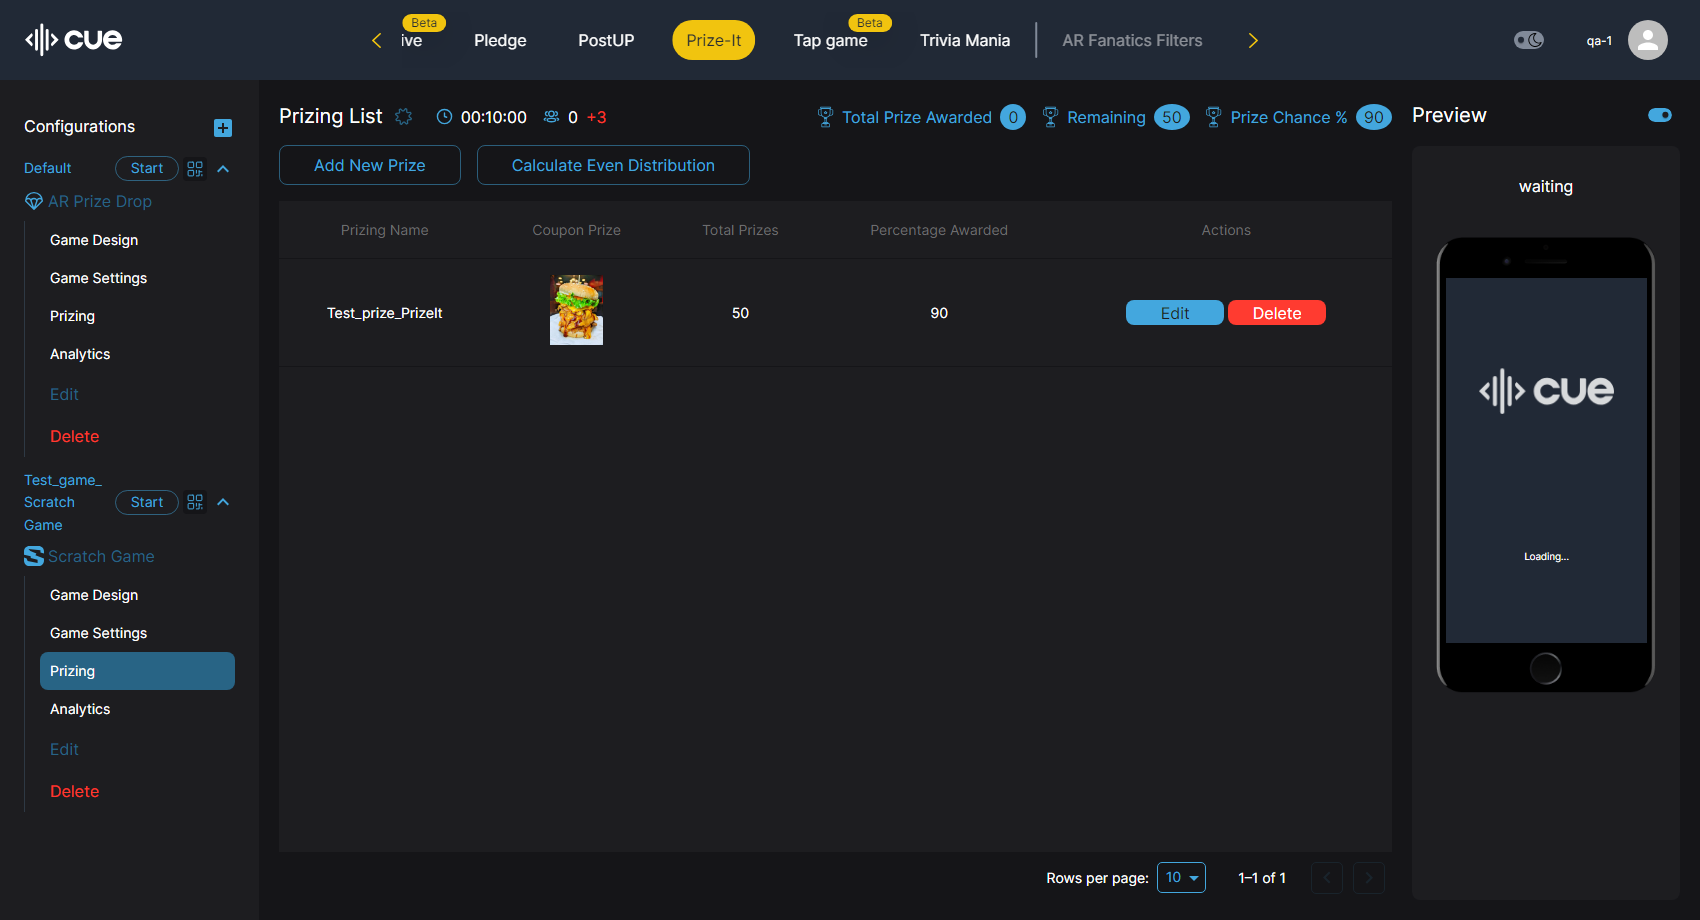 cue
Beta
ive
Pledge
PostUP
Prize-It
Beta
Tap game
Trivia Mania
AR Fanatics Filters
qa-1
Configurations
Default
Start
AR Prize Drop
Game Design
Game Settings
Prizing
Analytics
Edit
Delete
Test_game_
Scratch
Game
Start
Scratch Game
Game Design
Game Settings
Prizing
Analytics
Edit
Delete
Prizing List
00:10:00
0 +3
Total Prize Awarded 0
Remaining 50
Prize Chance % 90
Add New Prize
Calculate Even Distribution
Prizing Name Coupon Prize Total Prizes Percentage Awarded Actions
Test_prize_PrizeIt 50 90 Edit Delete
Rows per page: 10 1–1 of 1
Preview
waiting
cue
Loading...